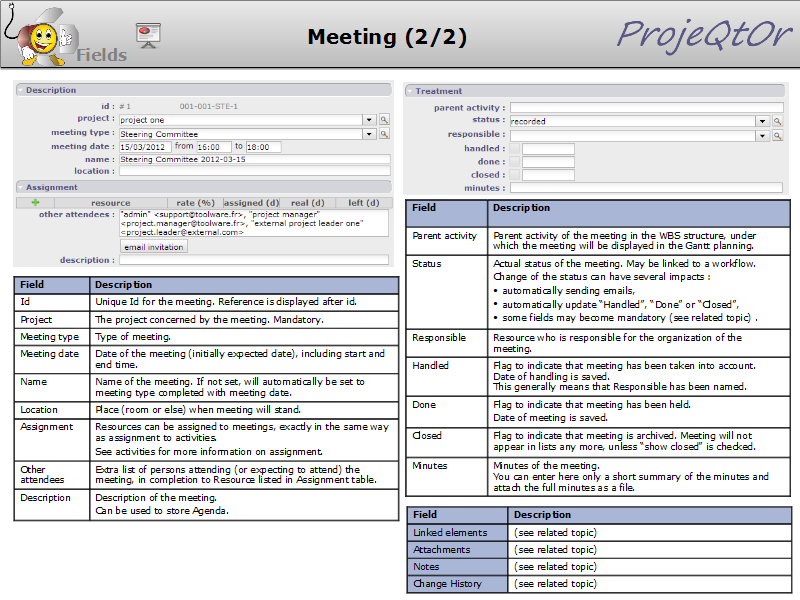 Fields
Meeting (2/2)
ProjeQtOr
Description
id : # 1 001-001-STE-1
project : project one
meeting type : Steering Committee
meeting date : 15/03/2012 from 16:00 to 18:00
name : Steering Committee 2012-03-15
location :
Assignment
resource rate (%) assigned (d) real (d) left (d)
other attendees : "admin" <support@toolware.fr>, "project manager"
<project.manager@toolware.fr>, "external project leader one"
<project.leader@external.com>
email invitation
description :
Field Description
Id Unique Id for the meeting. Reference is displayed after id.
Project The project concerned by the meeting. Mandatory.
Meeting type Type of meeting.
Meeting date Date of the meeting (initially expected date), including start and
end time.
Name Name of the meeting. If not set, will automatically be set to
meeting type completed with meeting date.
Location Place (room or else) when meeting will stand.
Assignment Resources can be assigned to meetings, exactly in the same way
as assignment to activities.
See activities for more information on assignment.
Other Extra list of persons attending (or expecting to attend) the
attendees meeting, in completion to Resource listed in Assignment table.
Description Description of the meeting.
Can be used to store Agenda.
Treatment
parent activity :
status : recorded
responsible :
handled :
done :
closed :
minutes :
Field Description
Parent activity Parent activity of the meeting in the WBS structure, under
which the meeting will be displayed in the Gantt planning.
Status Actual status of the meeting. May be linked to a workflow.
Change of the status can have several impacts :
• automatically sending emails,
• automatically update “Handled”, “Done” or “Closed”,
• some fields may become mandatory (see related topic) .
Responsible Resource who is responsible for the organization of the
meeting.
Handled Flag to indicate that meeting has been taken into account.
Date of handling is saved.
This generally means that Responsible has been named.
Done Flag to indicate that meeting has been held.
Date of meeting is saved.
Closed Flag to indicate that meeting is archived. Meeting will not
appear in lists any more, unless “show closed” is checked.
Minutes Minutes of the meeting.
You can enter here only a short summary of the minutes and
attach the full minutes as a file.
Field Description
Linked elements (see related topic)
Attachments (see related topic)
Notes (see related topic)
Change History (see related topic)